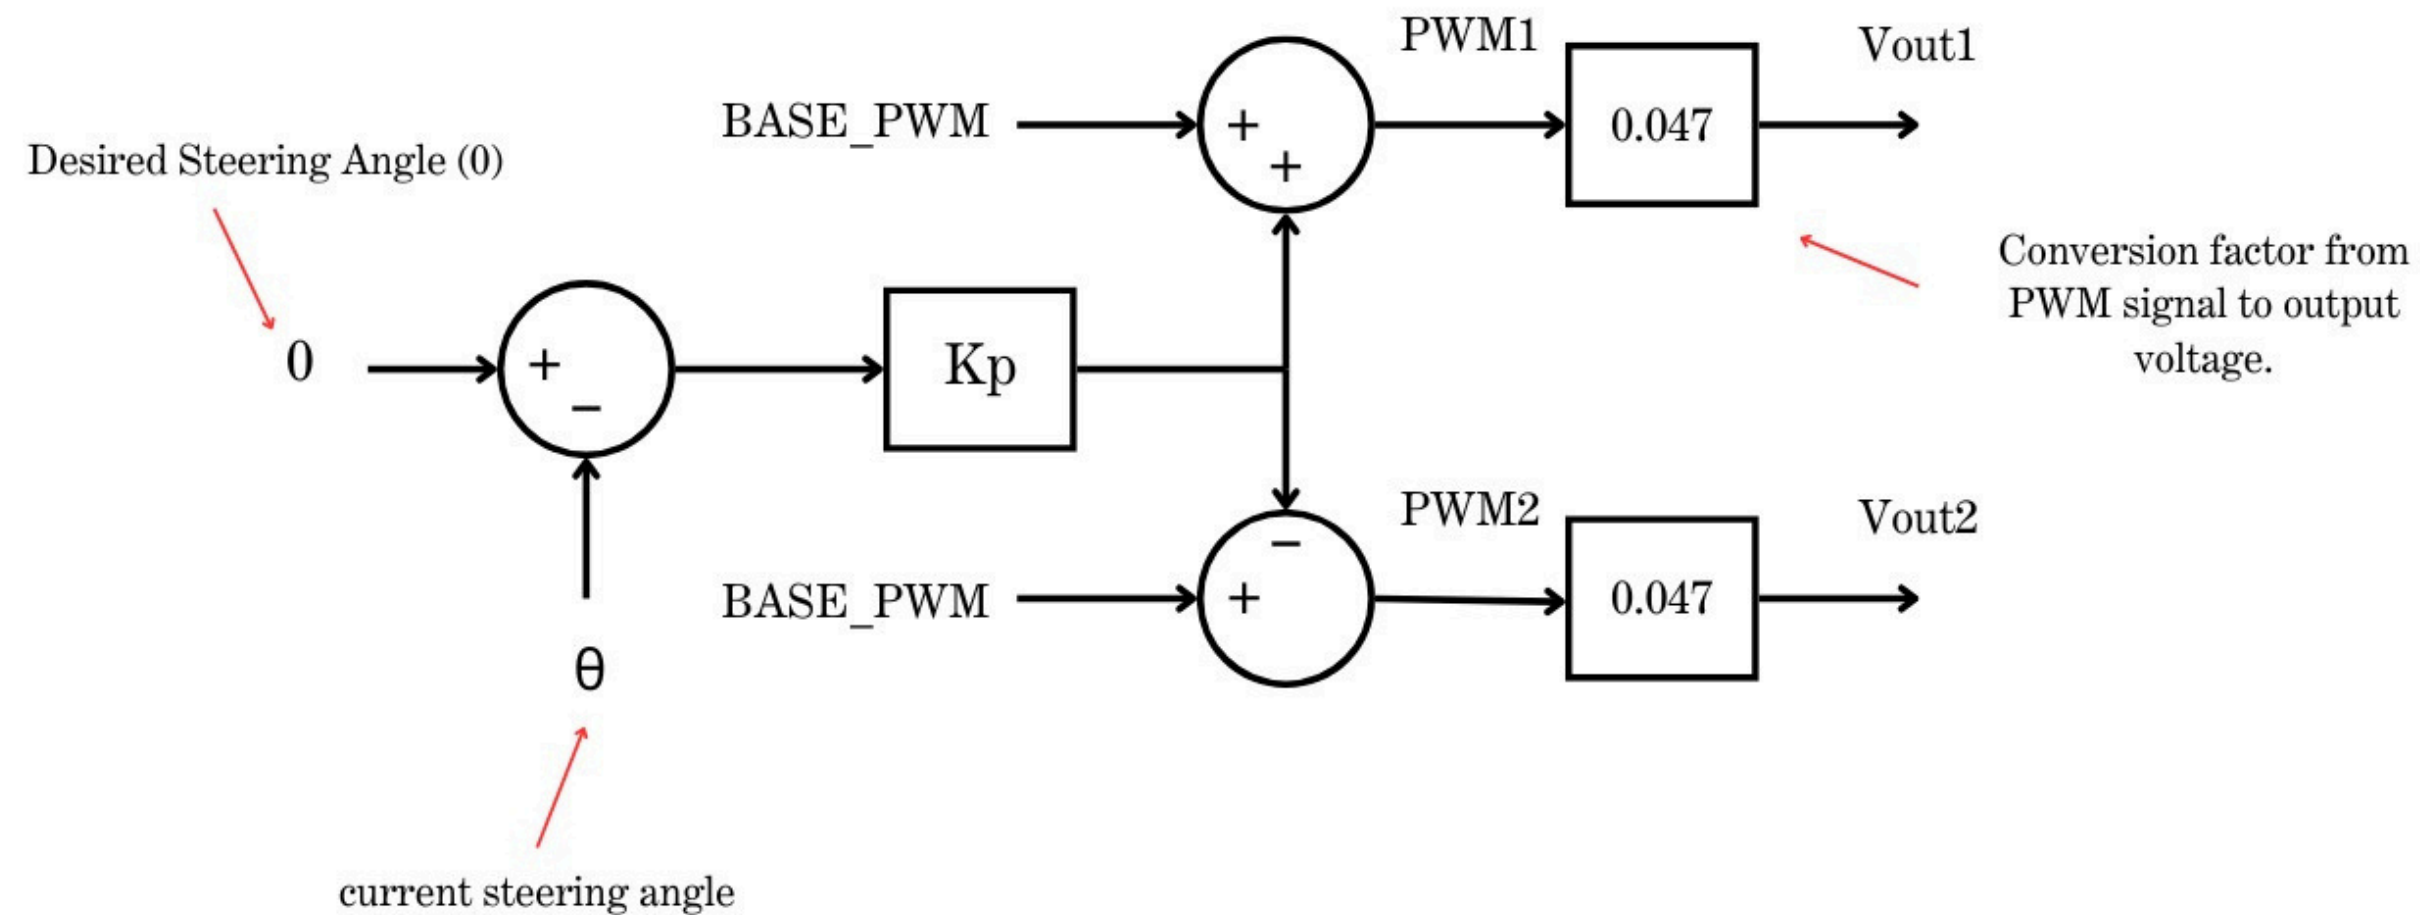 PWM1
Vout1
BASE_PWM
+
+
0.047
Desired Steering Angle (0)
Conversion factor from
PWM signal to output
voltage.
0
+
−
Kp
PWM2
Vout2
−
BASE_PWM
+
0.047
θ
current steering angle